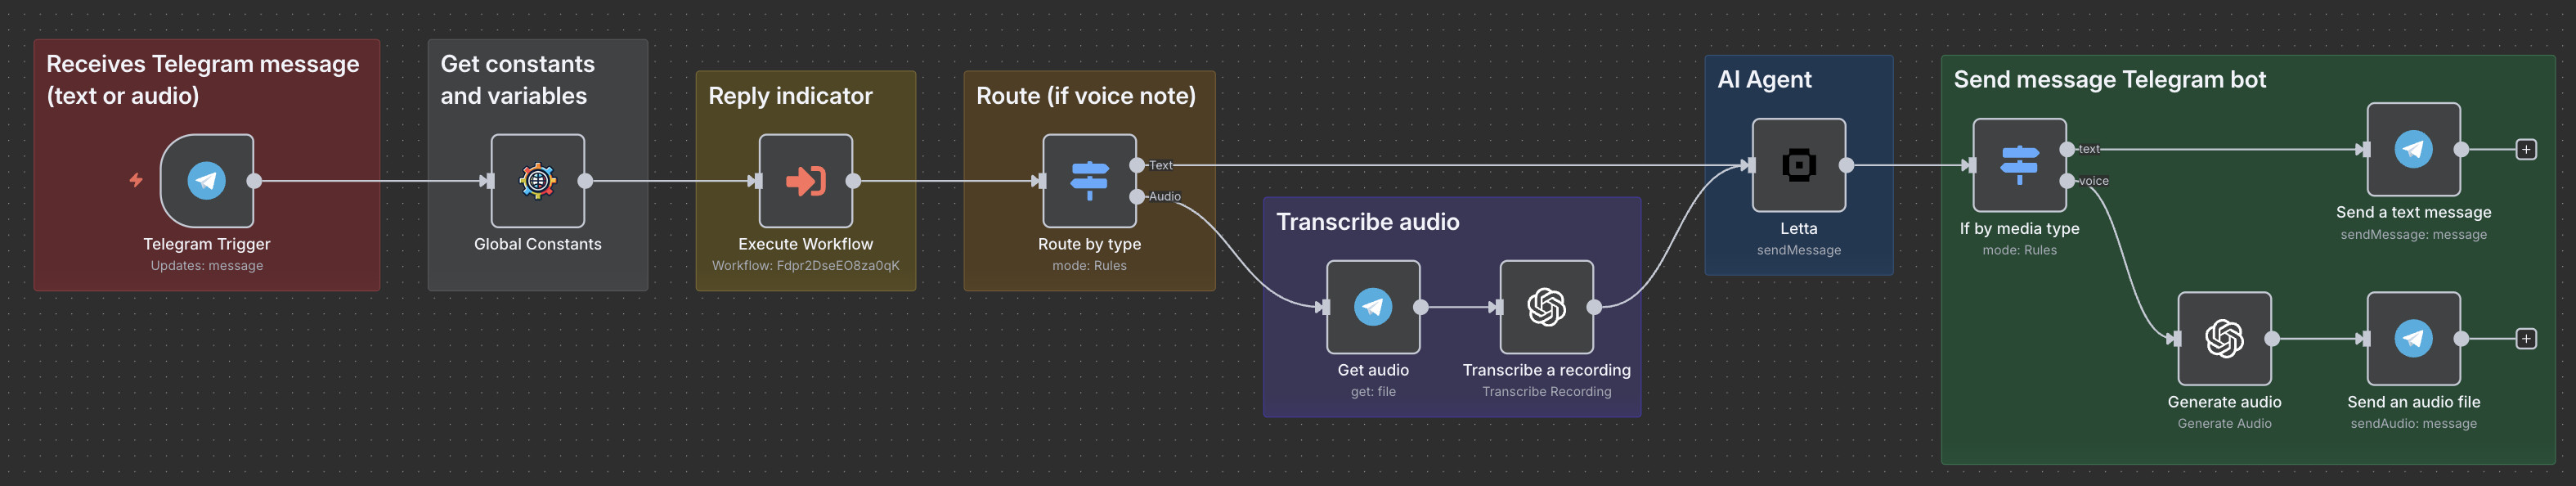 Receives Telegram message
(text or audio)
Telegram Trigger
Updates: message
Get constants
and variables
Global Constants
Reply indicator
Execute Workflow
Workflow: Fdpr2DseEO8za0qK
Route (if voice note)
Text
Audio
Route by type
mode: Rules
Transcribe audio
Get audio
get: file
Transcribe a recording
Transcribe Recording
AI Agent
Letta
sendMessage
Send message Telegram bot
text
voice
If by media type
mode: Rules
Send a text message
sendMessage: message
Generate audio
Generate Audio
Send an audio file
sendAudio: message